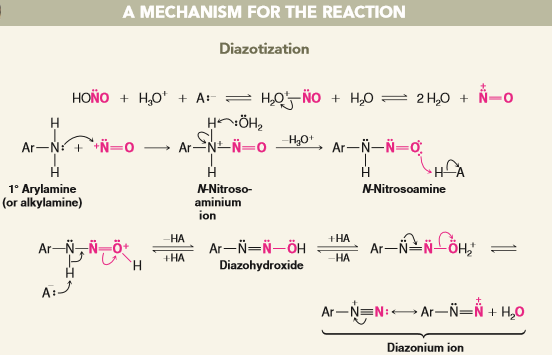 A MECHANISM FOR THE REACTION
Diazotization
HONO + H3O+ + A:- ⇌ H2O+—NO + H2O ⇌ 2 H2O + N+=O
H H :ÖH2
Ar—N: + +N=O → Ar—N+—N=O –H3O+ → Ar—N—N=O
H H H H—A
1° Arylamine N-Nitroso- N-Nitrosoamine
(or alkylamine) aminium
ion
Ar—N—N=O+ –HA Ar—N=N—OH +HA Ar—N=N—OH2+ ⇌
H H +HA Diazohydroxide –HA
A:-
Ar—N+≡N: ↔ Ar—N=N+ + H2O
Diazonium ion